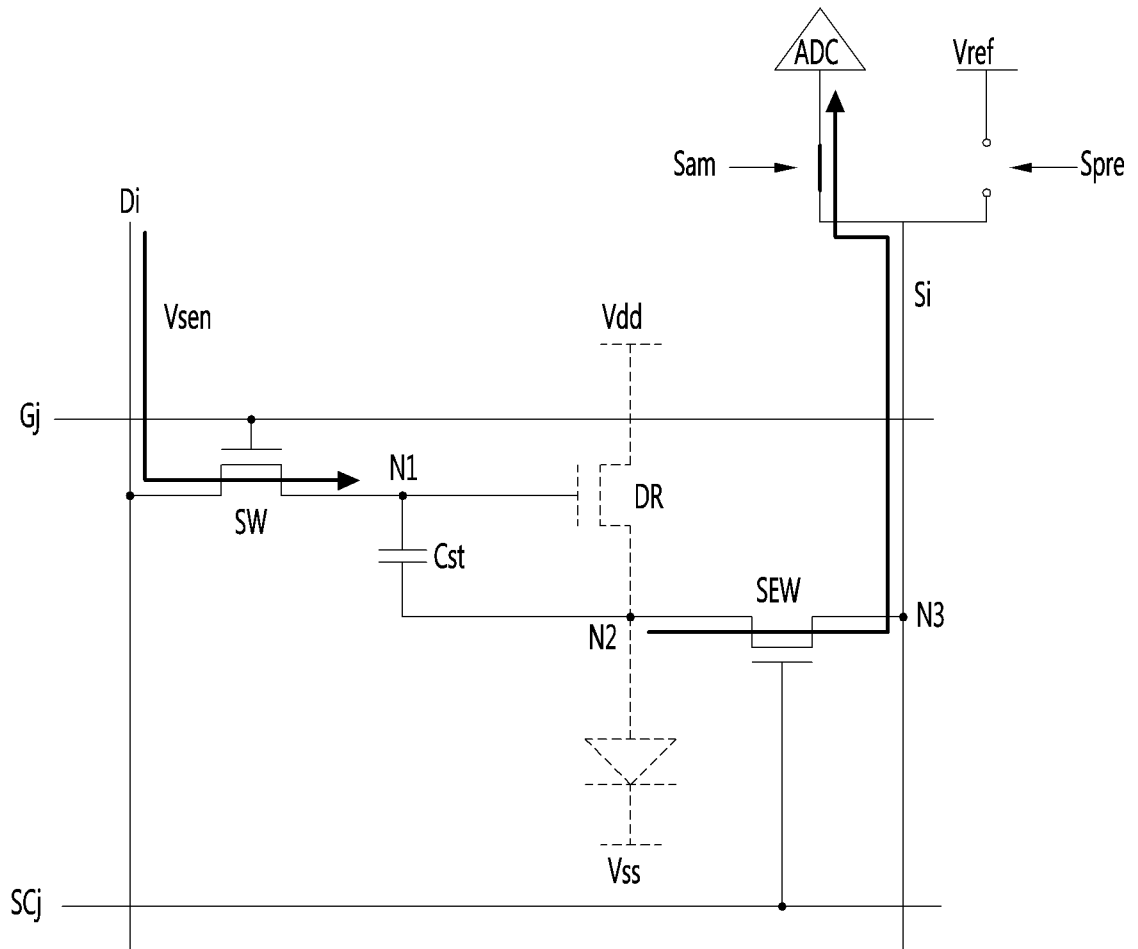 ADC
Vref
Sam
Spre
Di
Si
Vsen
Vdd
Gj
N1
DR
SW
Cst
SEW
N2
N3
Vss
SCj